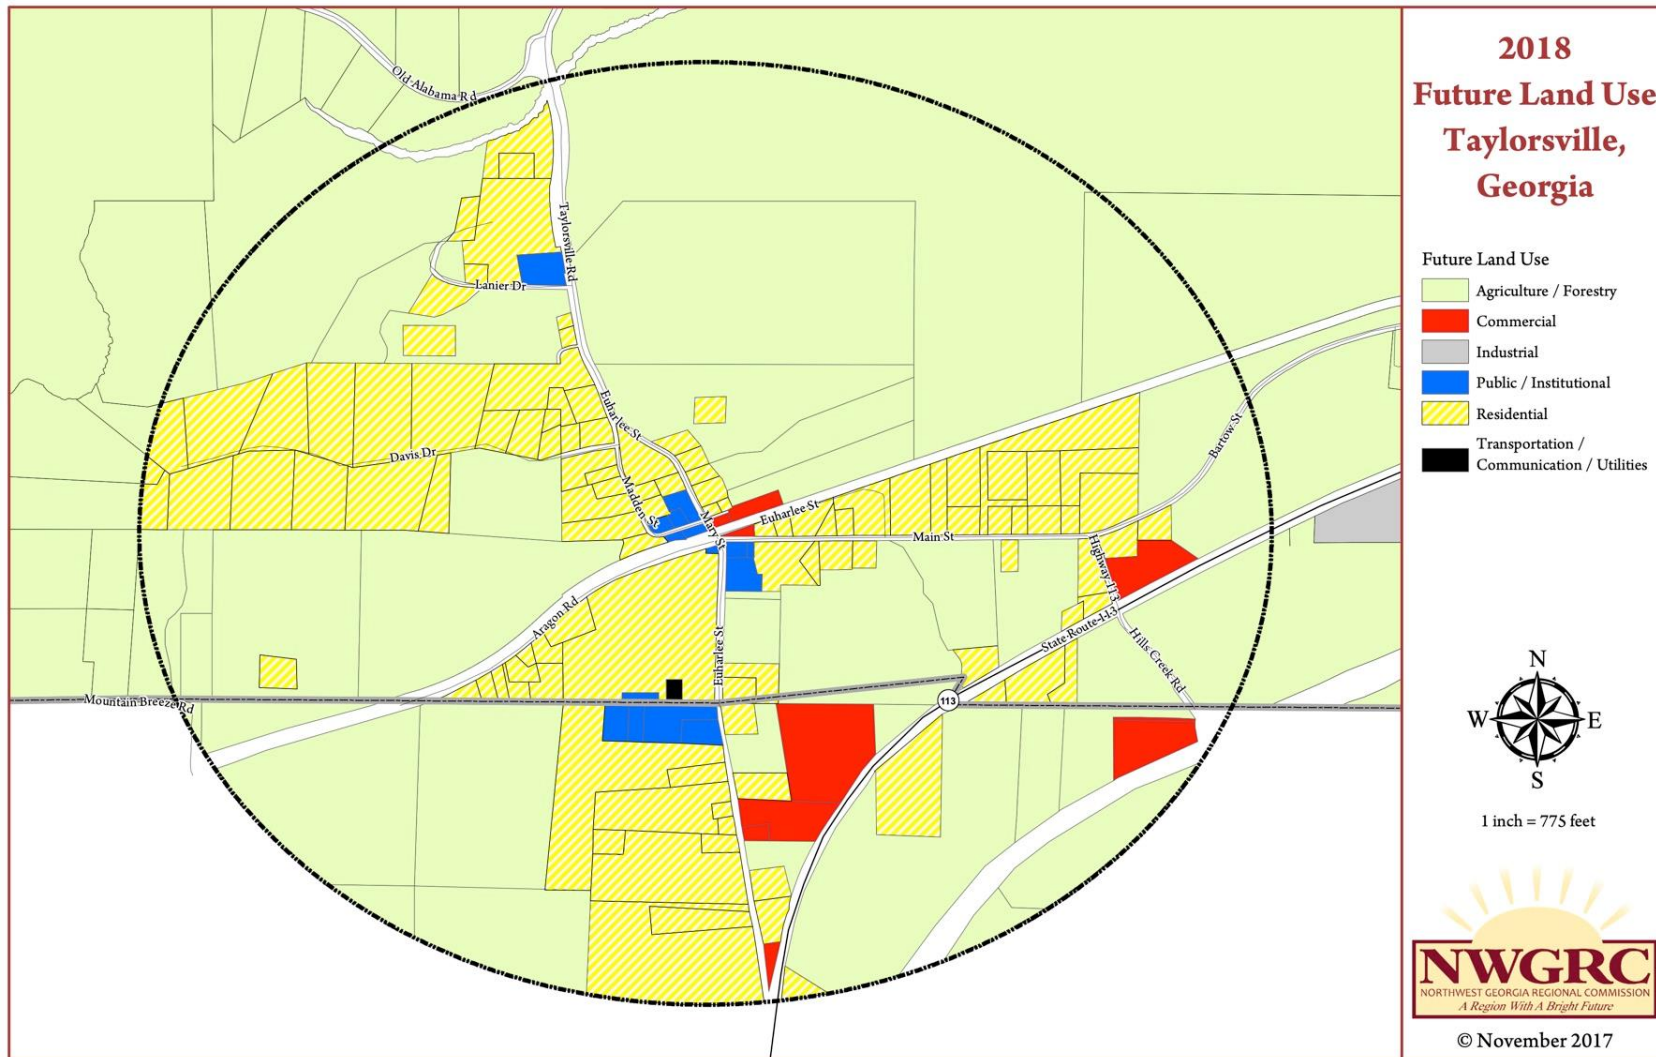 2018
Future Land Use
Taylorsville,
Georgia
Future Land Use
Agriculture / Forestry
Commercial
Industrial
Public / Institutional
Residential
Transportation /
Communication / Utilities
N
W E
S
1 inch = 775 feet
NWGRC
NORTHWEST GEORGIA REGIONAL COMMISSION
A Region With A Bright Future
© November 2017
Old Alabama Rd
Taylorsville Rd
Lanier Dr
Euharlee St
Davis Dr
Madden St
Mary St
Euharlee St
Main St
Bartow St
Highway 113
State Route 113
Hills Creek Rd
Aragon Rd
Euharlee St
Mountain Breeze Rd
113